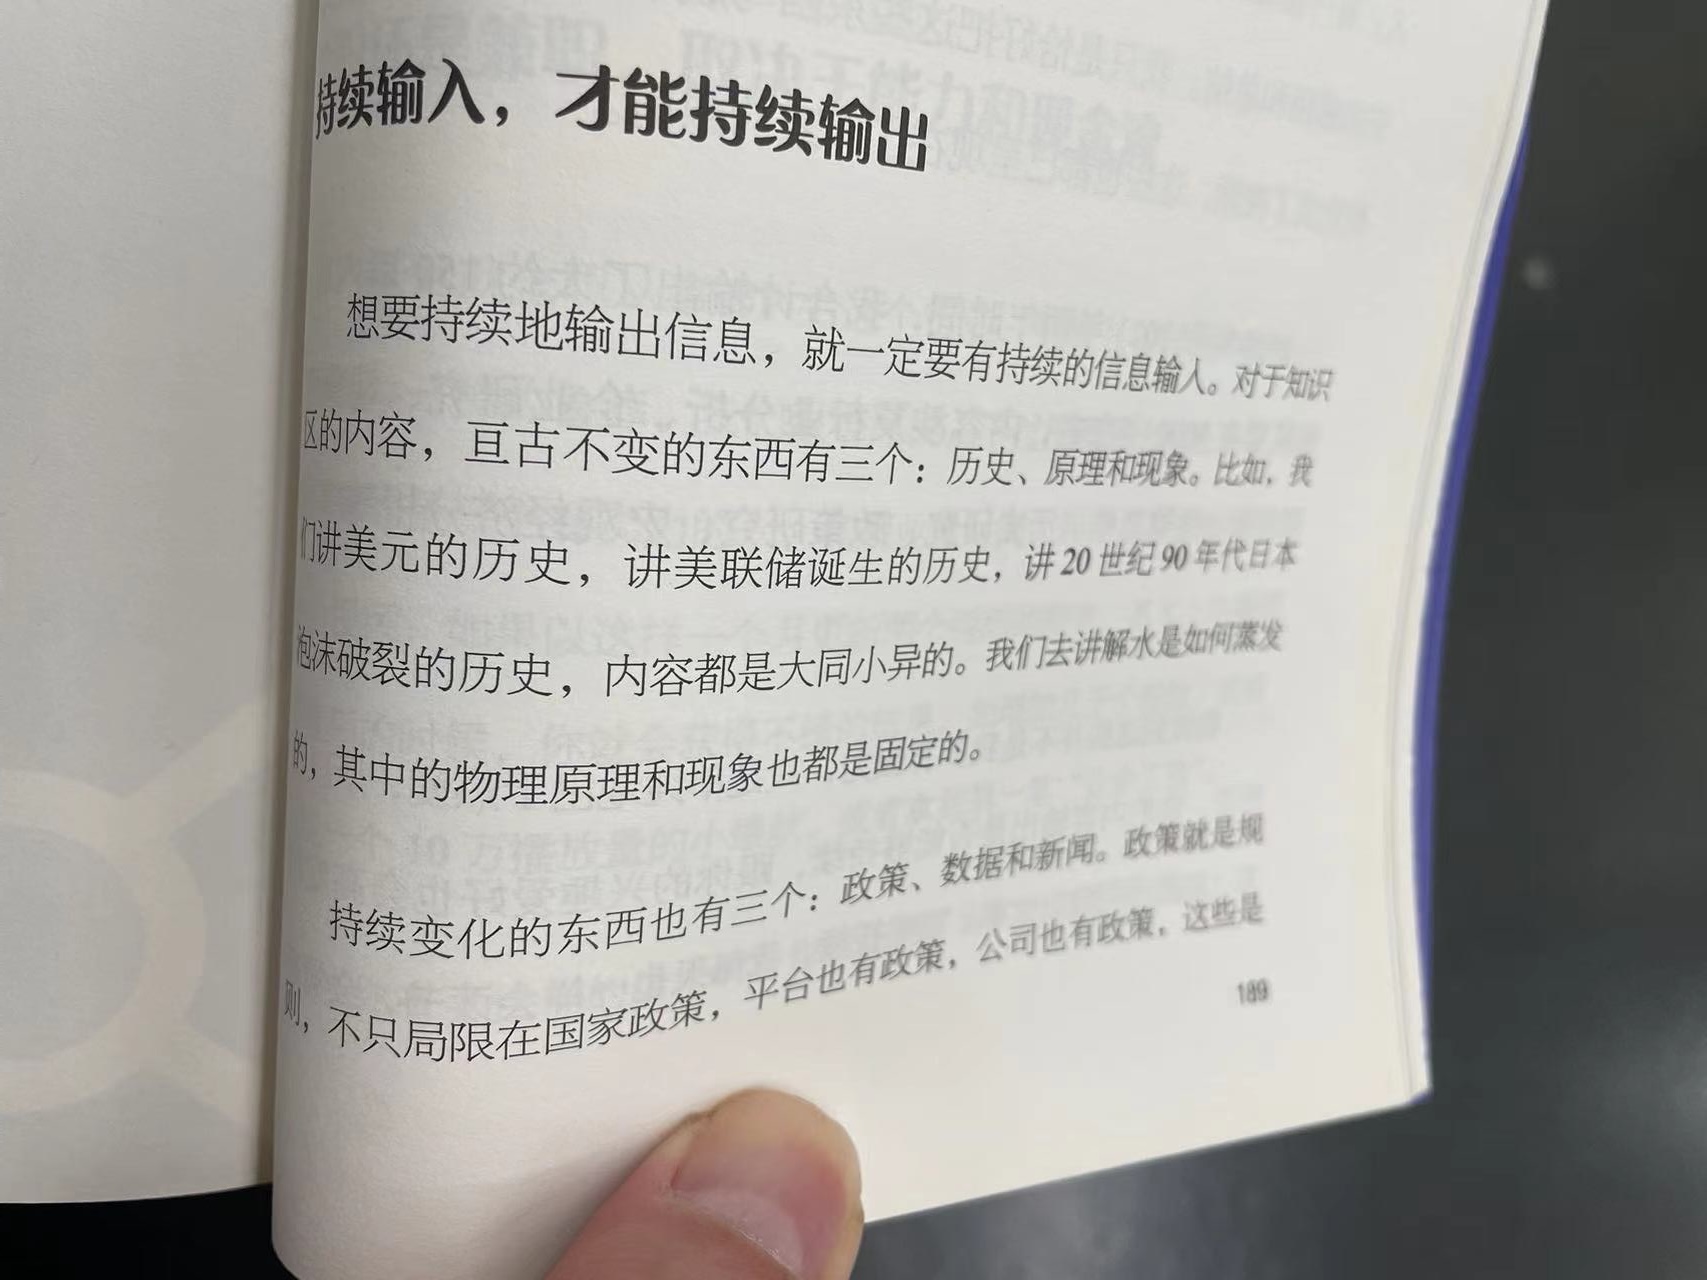 持续输入，才能持续输出
想要持续地输出信息，就一定要有持续的信息输入。对于知识
区的内容，亘古不变的东西有三个：历史、原理和现象。比如，我
们讲美元的历史，讲美联储诞生的历史，讲 20 世纪 90 年代日本
泡沫破裂的历史，内容都是大同小异的。我们去讲解水是如何蒸发
的，其中的物理原理和现象也都是固定的。
持续变化的东西也有三个：政策、数据和新闻。政策就是规
则，不只局限在国家政策，平台也有政策，公司也有政策，这些是
189